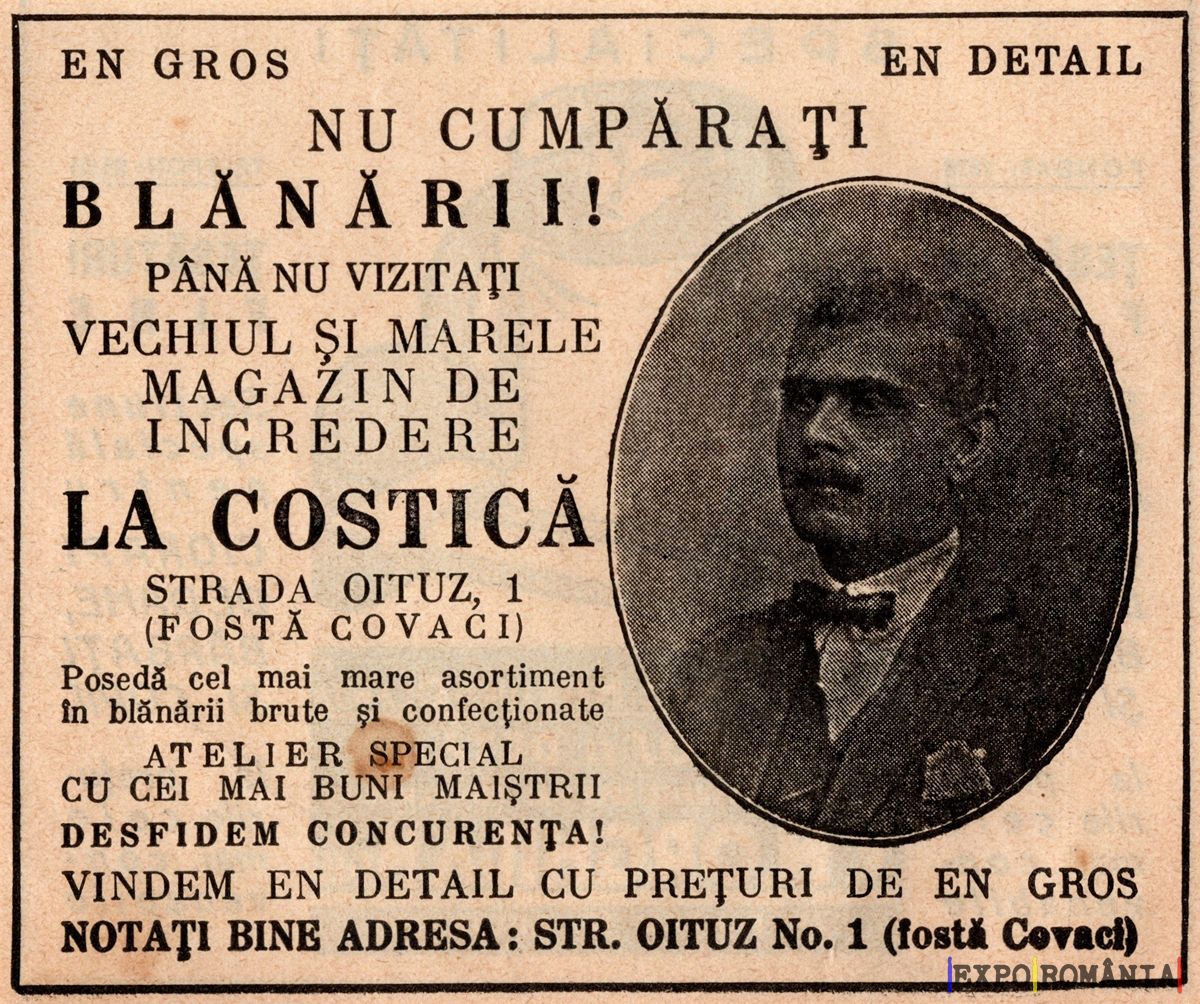 EN GROS EN DETAIL
NU CUMPĂRAŢI
BLĂNĂRII!
PÂNĂ NU VIZITAŢI
VECHIUL ŞI MARELE
MAGAZIN DE
INCREDERE
LA COSTICĂ
STRADA OITUZ, 1
(FOSTĂ COVACI)
Posedă cel mai mare asortiment
în blănării brute şi confecţionate
ATELIER SPECIAL
CU CEI MAI BUNI MAIŞTRII
DESFIDEM CONCURENŢA!
VINDEM EN DETAIL CU PREŢURI DE EN GROS
NOTAŢI BINE ADRESA: STR. OITUZ No. 1 (fostă Covaci)
EXPO ROMÂNIA